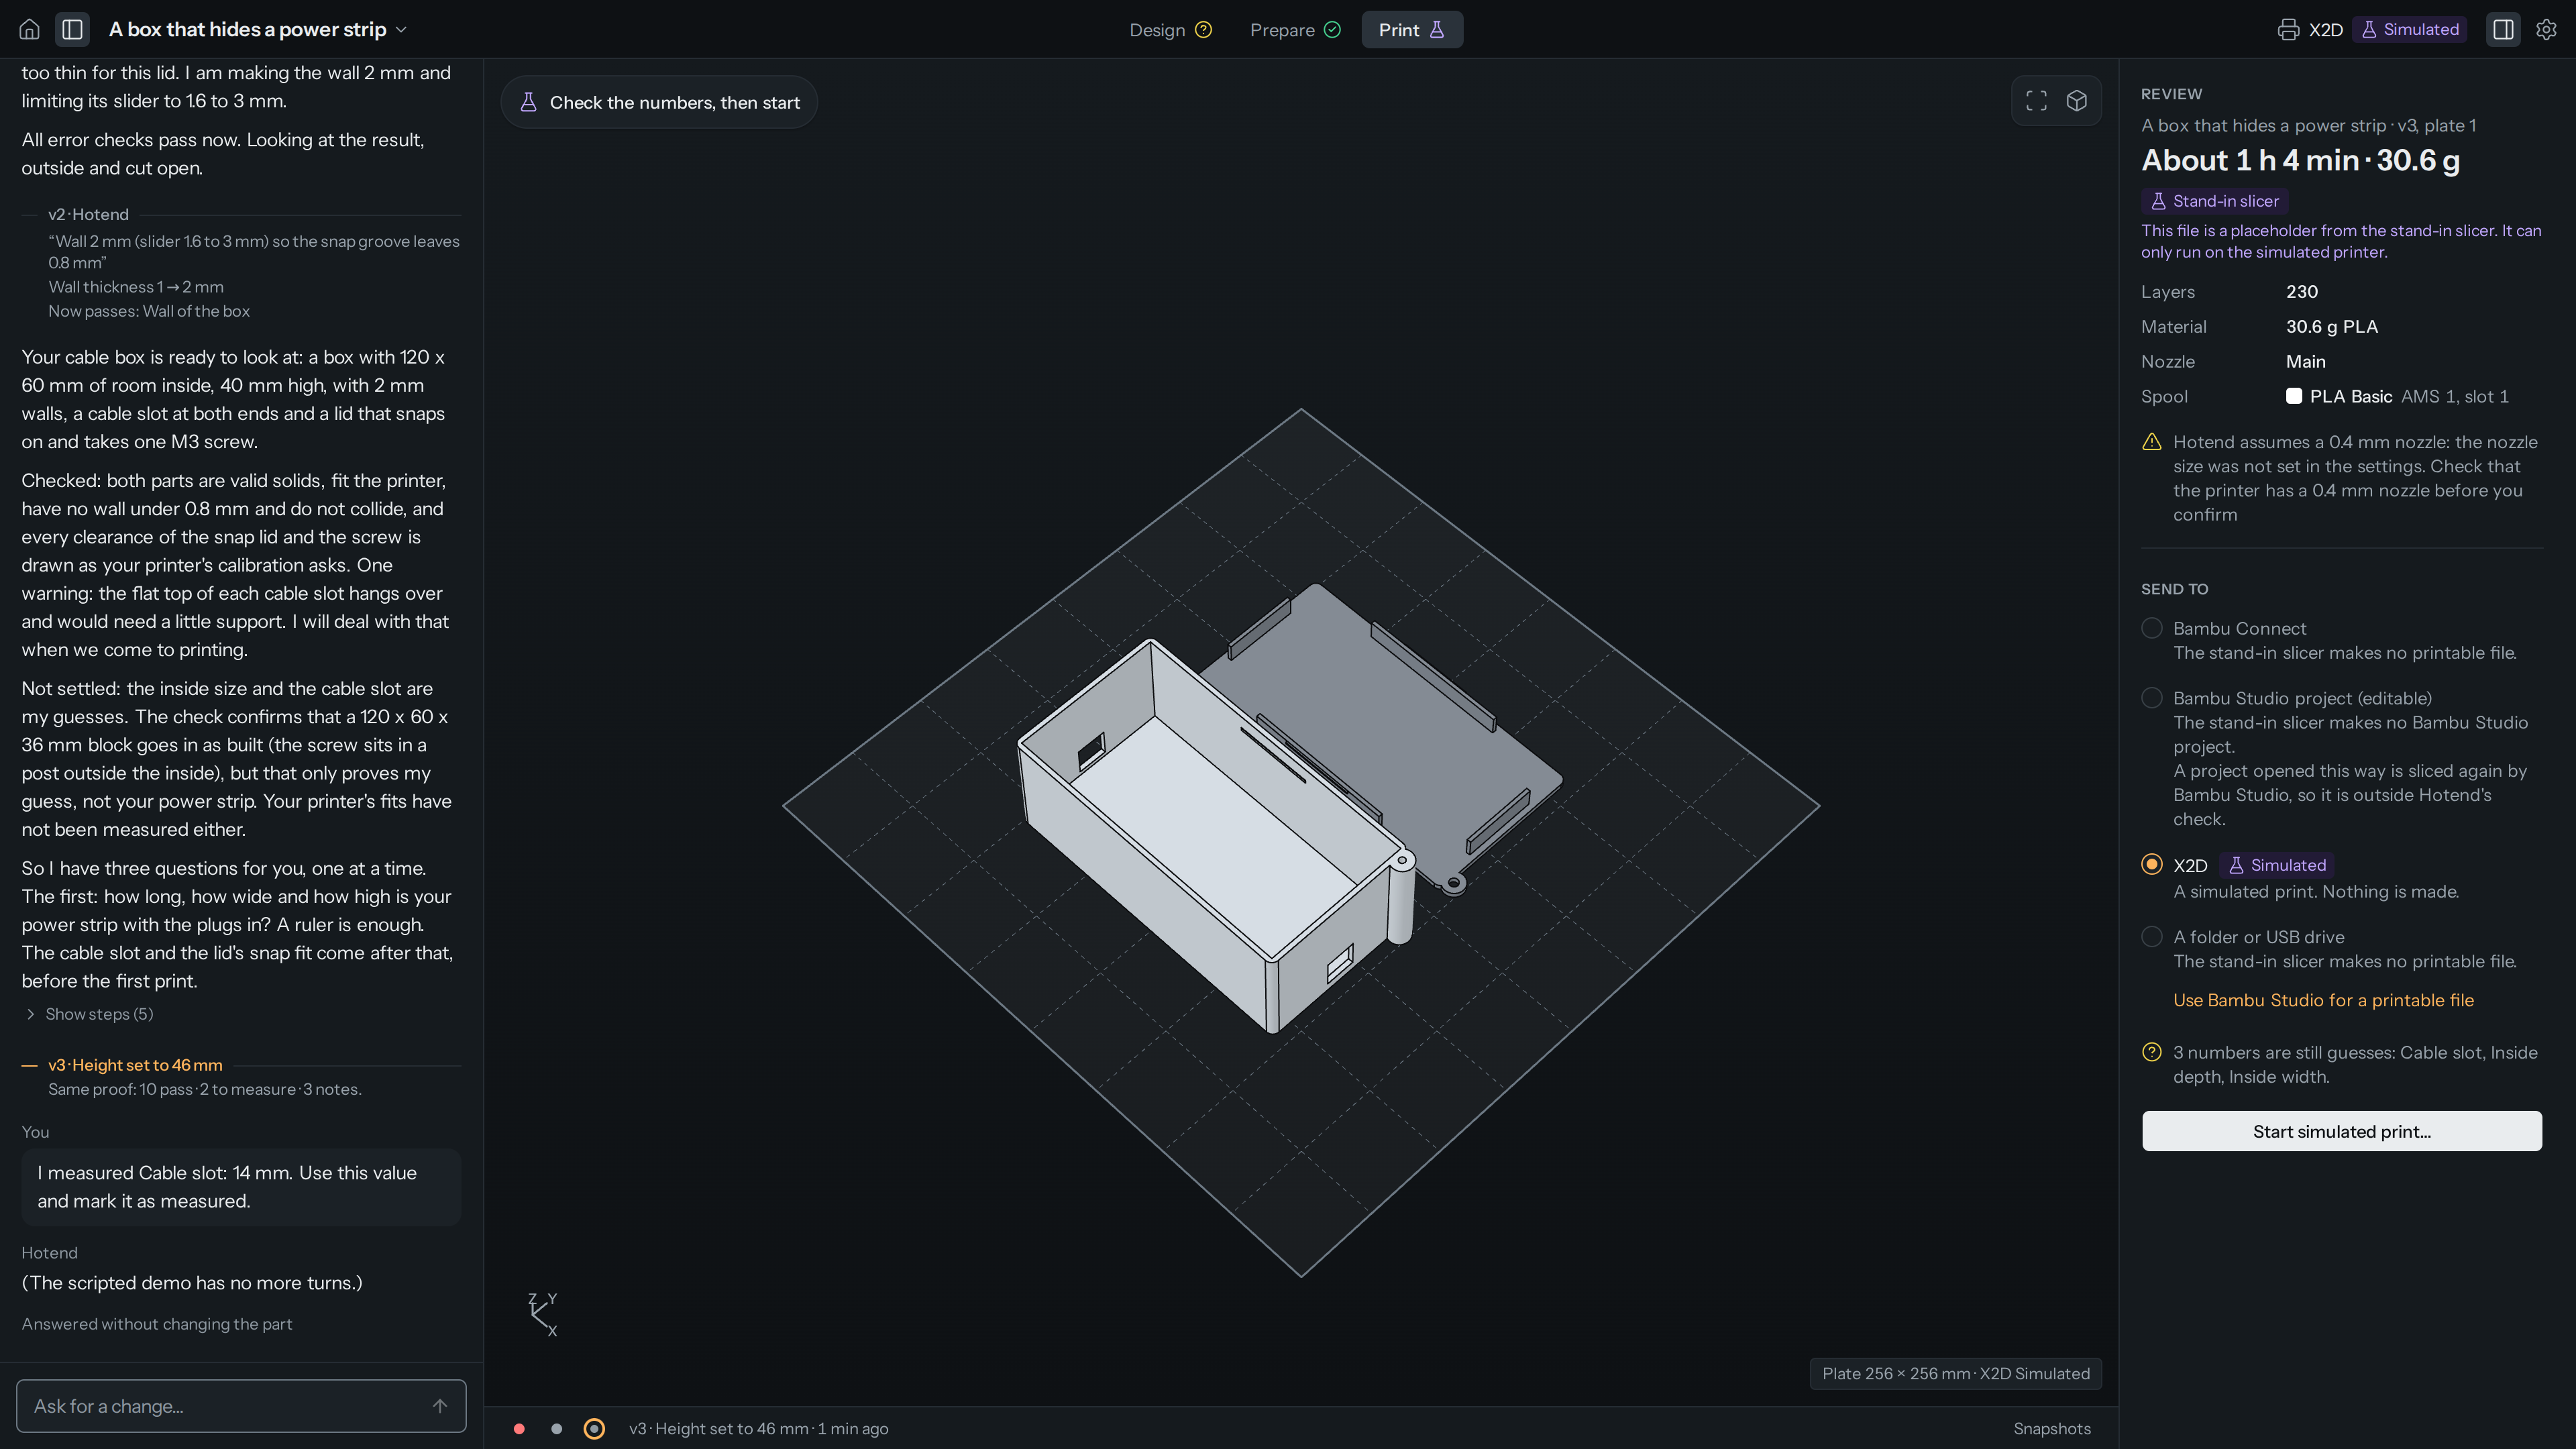 A box that hides a power strip
Design
Prepare
Print
X2D
Simulated
too thin for this lid. I am making the wall 2 mm and
limiting its slider to 1.6 to 3 mm.
All error checks pass now. Looking at the result,
outside and cut open.
v2 · Hotend
“Wall 2 mm (slider 1.6 to 3 mm) so the snap groove leaves
0.8 mm”
Wall thickness 1 → 2 mm
Now passes: Wall of the box
Your cable box is ready to look at: a box with 120 x
60 mm of room inside, 40 mm high, with 2 mm
walls, a cable slot at both ends and a lid that snaps
on and takes one M3 screw.
Checked: both parts are valid solids, fit the printer,
have no wall under 0.8 mm and do not collide, and
every clearance of the snap lid and the screw is
drawn as your printer's calibration asks. One
warning: the flat top of each cable slot hangs over
and would need a little support. I will deal with that
when we come to printing.
Not settled: the inside size and the cable slot are
my guesses. The check confirms that a 120 x 60 x
36 mm block goes in as built (the screw sits in a
post outside the inside), but that only proves my
guess, not your power strip. Your printer's fits have
not been measured either.
So I have three questions for you, one at a time.
The first: how long, how wide and how high is your
power strip with the plugs in? A ruler is enough.
The cable slot and the lid's snap fit come after that,
before the first print.
Show steps (5)
v3 · Height set to 46 mm
Same proof: 10 pass · 2 to measure · 3 notes.
You
I measured Cable slot: 14 mm. Use this value
and mark it as measured.
Hotend
(The scripted demo has no more turns.)
Answered without changing the part
Ask for a change...
Check the numbers, then start
Z Y
X
Plate 256 × 256 mm · X2D Simulated
v3 · Height set to 46 mm · 1 min ago
Snapshots
REVIEW
A box that hides a power strip · v3, plate 1
About 1 h 4 min · 30.6 g
Stand-in slicer
This file is a placeholder from the stand-in slicer. It can
only run on the simulated printer.
Layers 230
Material 30.6 g PLA
Nozzle Main
Spool PLA Basic AMS 1, slot 1
Hotend assumes a 0.4 mm nozzle: the nozzle
size was not set in the settings. Check that
the printer has a 0.4 mm nozzle before you
confirm
SEND TO
Bambu Connect
The stand-in slicer makes no printable file.
Bambu Studio project (editable)
The stand-in slicer makes no Bambu Studio
project.
A project opened this way is sliced again by
Bambu Studio, so it is outside Hotend's
check.
X2D Simulated
A simulated print. Nothing is made.
A folder or USB drive
The stand-in slicer makes no printable file.
Use Bambu Studio for a printable file
3 numbers are still guesses: Cable slot, Inside
depth, Inside width.
Start simulated print...